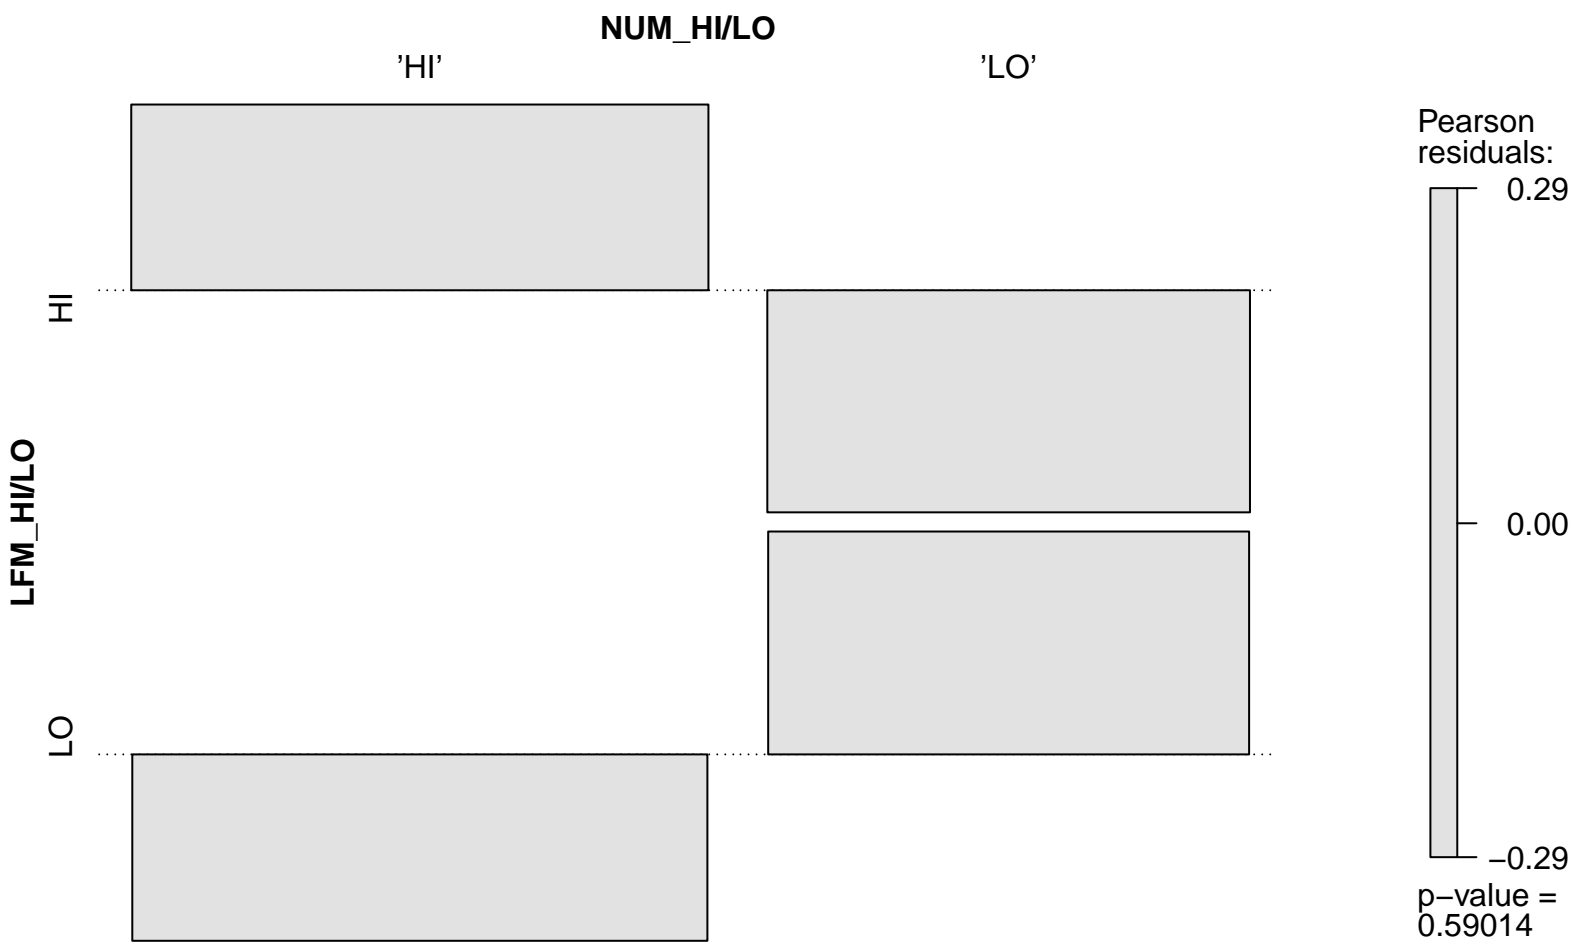 NUM_HI/LO
’HI’
’LO’
LFM_HI/LO
HI
LO
Pearson
residuals:
0.29
0.00
−0.29
p−value =
0.59014